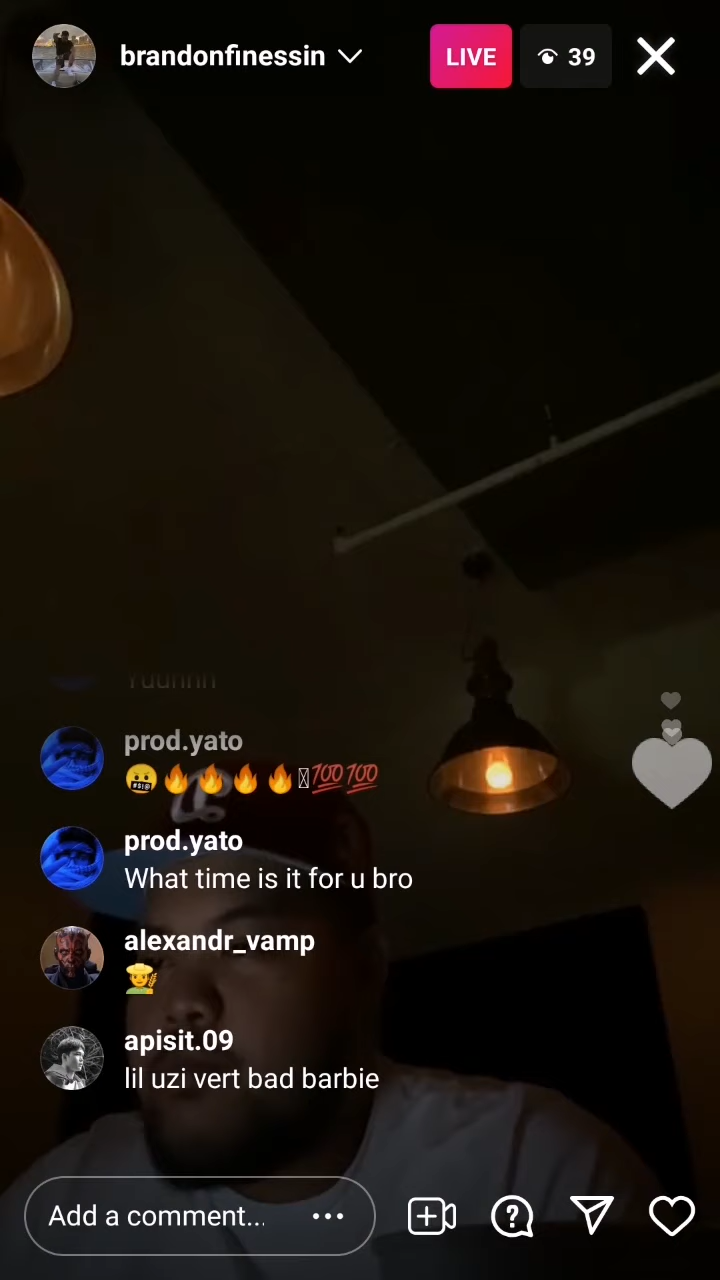 brandonfinessin
LIVE
39
Yuuhhh
prod.yato
🤬🔥🔥🔥🔥💯💯
prod.yato
What time is it for u bro
alexandr_vamp
👨‍🌾
apisit.09
lil uzi vert bad barbie
Add a comment...